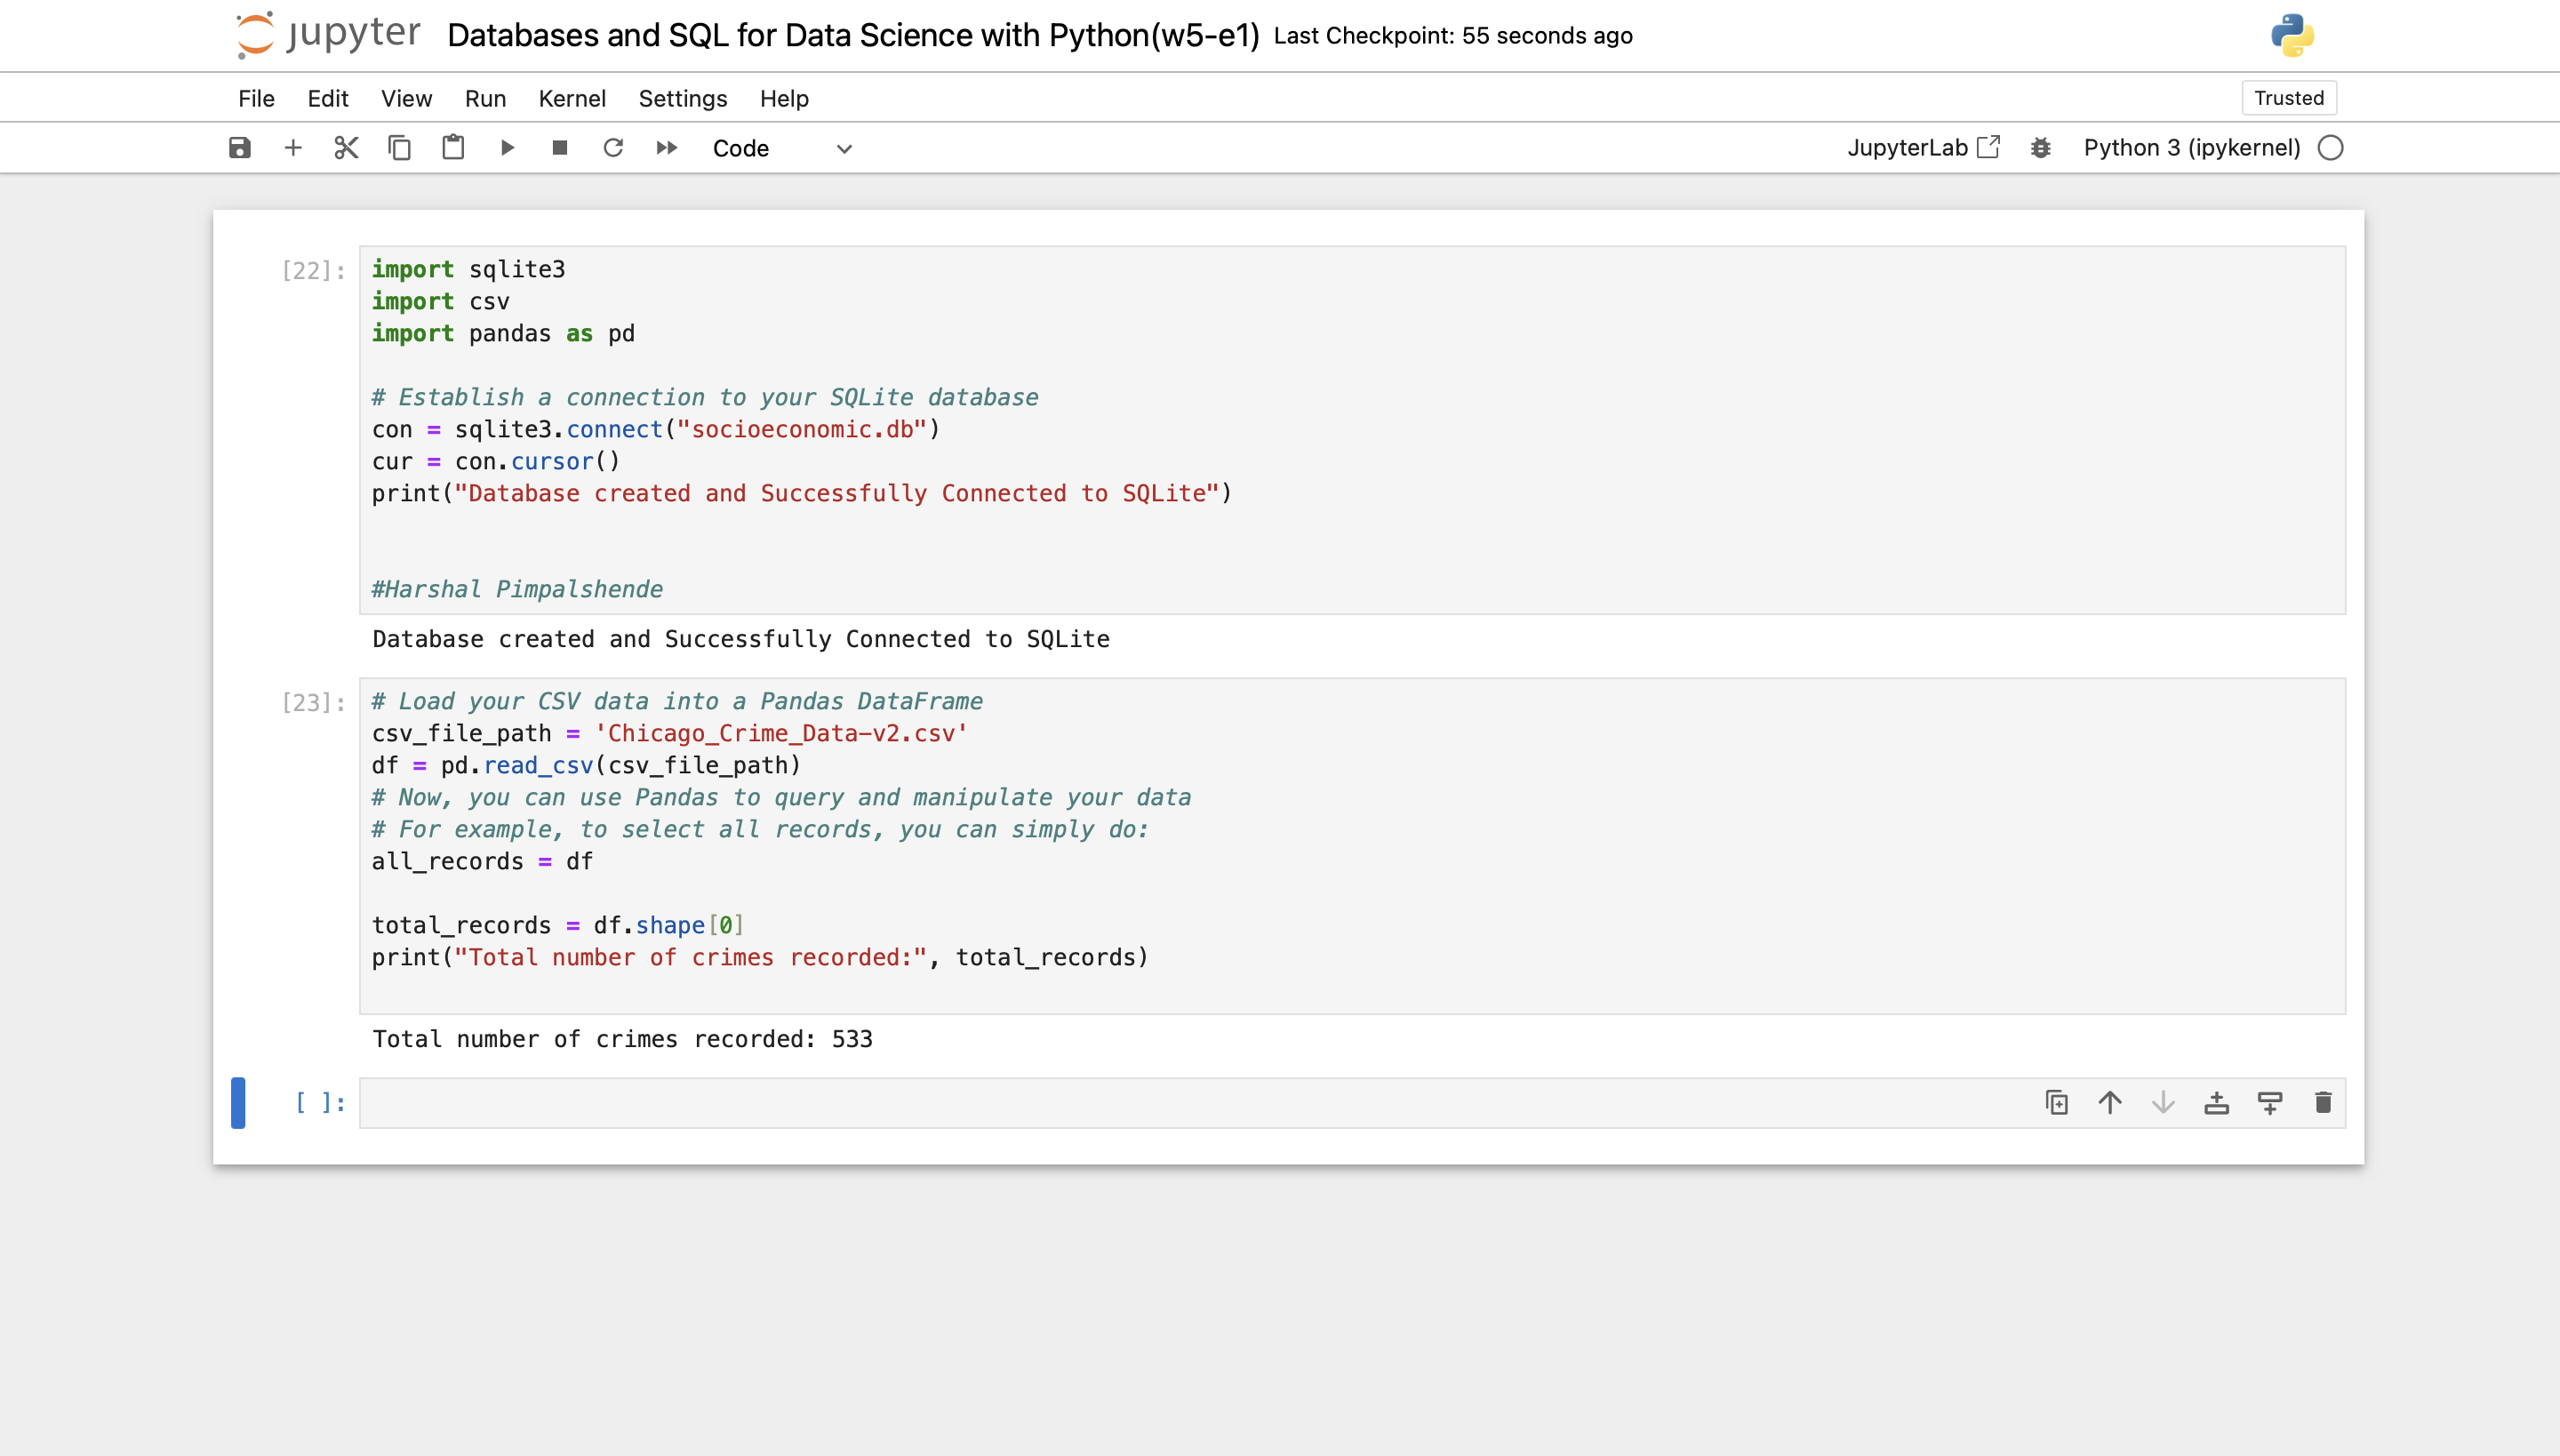 jupyter Databases and SQL for Data Science with Python(w5-e1) Last Checkpoint: 55 seconds ago
File Edit View Run Kernel Settings Help Trusted
Code JupyterLab Python 3 (ipykernel)
[22]: import sqlite3
import csv
import pandas as pd
# Establish a connection to your SQLite database
con = sqlite3.connect("socioeconomic.db")
cur = con.cursor()
print("Database created and Successfully Connected to SQLite")
#Harshal Pimpalshende
Database created and Successfully Connected to SQLite
[23]: # Load your CSV data into a Pandas DataFrame
csv_file_path = 'Chicago_Crime_Data-v2.csv'
df = pd.read_csv(csv_file_path)
# Now, you can use Pandas to query and manipulate your data
# For example, to select all records, you can simply do:
all_records = df
total_records = df.shape[0]
print("Total number of crimes recorded:", total_records)
Total number of crimes recorded: 533
[ ]: